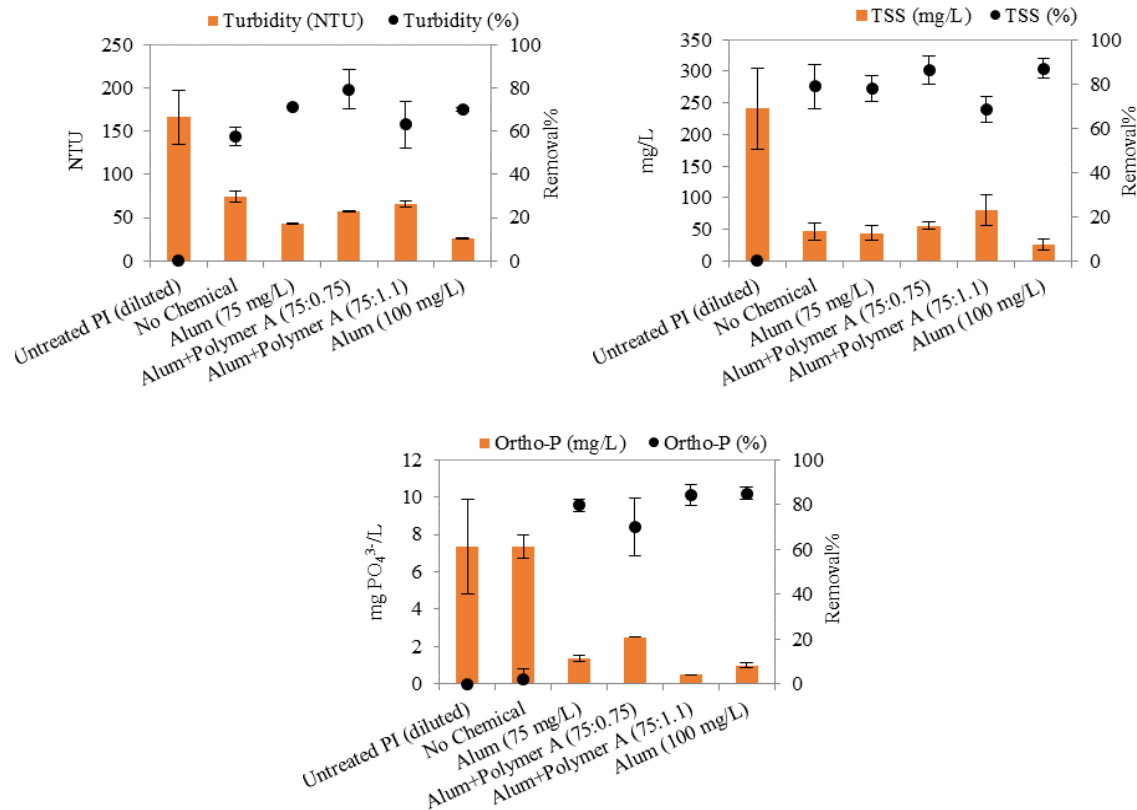 Turbidity (NTU) Turbidity (%)
250
200
150
100
50
0
NTU
100
80
60
40
20
0
Removal%
Untreated PI (diluted)
No Chemical
Alum (75 mg/L)
Alum+Polymer A (75:0.75)
Alum+Polymer A (75:1.1)
Alum (100 mg/L)
TSS (mg/L) TSS (%)
350
300
250
200
150
100
50
0
mg/L
100
80
60
40
20
0
Removal%
Untreated PI (diluted)
No Chemical
Alum (75 mg/L)
Alum+Polymer A (75:0.75)
Alum+Polymer A (75:1.1)
Alum (100 mg/L)
Ortho-P (mg/L) Ortho-P (%)
12
10
8
6
4
2
0
mg PO₄³⁻/L
100
80
60
40
20
0
Removal%
Untreated PI (diluted)
No Chemical
Alum (75 mg/L)
Alum+Polymer A (75:0.75)
Alum+Polymer A (75:1.1)
Alum (100 mg/L)